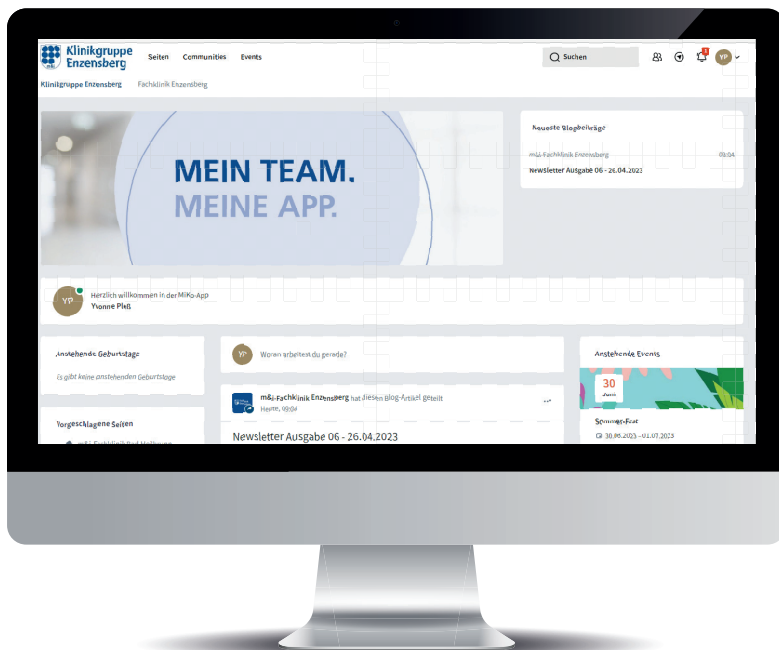 Klinikgruppe
Enzensberg
m&i
Seiten Communities Events
Suchen
YP
Klinikgruppe Enzensberg Fachklinik Enzensberg
MEIN TEAM.
MEINE APP.
Neueste Blogbeiträge
m&i-Fachklinik Enzensberg 09:04
Newsletter Ausgabe 06 - 26.04.2023
YP
Herzlich willkommen in der MiKo-App
Yvonne Pleß
Anstehende Geburtstage
Es gibt keine anstehenden Geburtstage
YP
Woran arbeitest du gerade?
Anstehende Events
30
Sommer-Fest
30.06.2023 - 01.07.2023
m&i-Fachklinik Enzensberg hat diesen Blog-Artikel geteilt
Heute, 09:04
Newsletter Ausgabe 06 - 26.04.2023
Vorgeschlagene Seiten